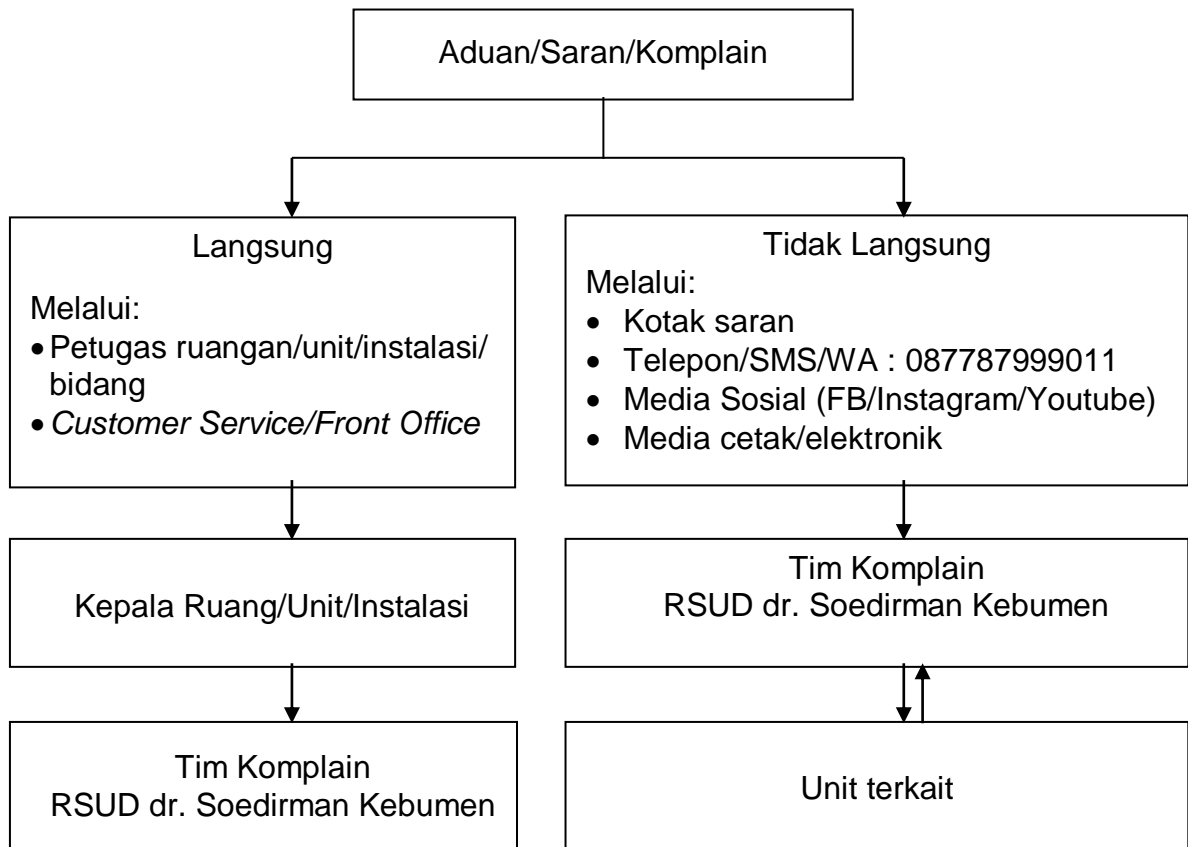 Aduan/Saran/Komplain
Langsung
Melalui:
• Petugas ruangan/unit/instalasi/
bidang
• Customer Service/Front Office
Tidak Langsung
Melalui:
• Kotak saran
• Telepon/SMS/WA : 087787999011
• Media Sosial (FB/Instagram/Youtube)
• Media cetak/elektronik
Kepala Ruang/Unit/Instalasi
Tim Komplain
RSUD dr. Soedirman Kebumen
Tim Komplain
RSUD dr. Soedirman Kebumen
Unit terkait